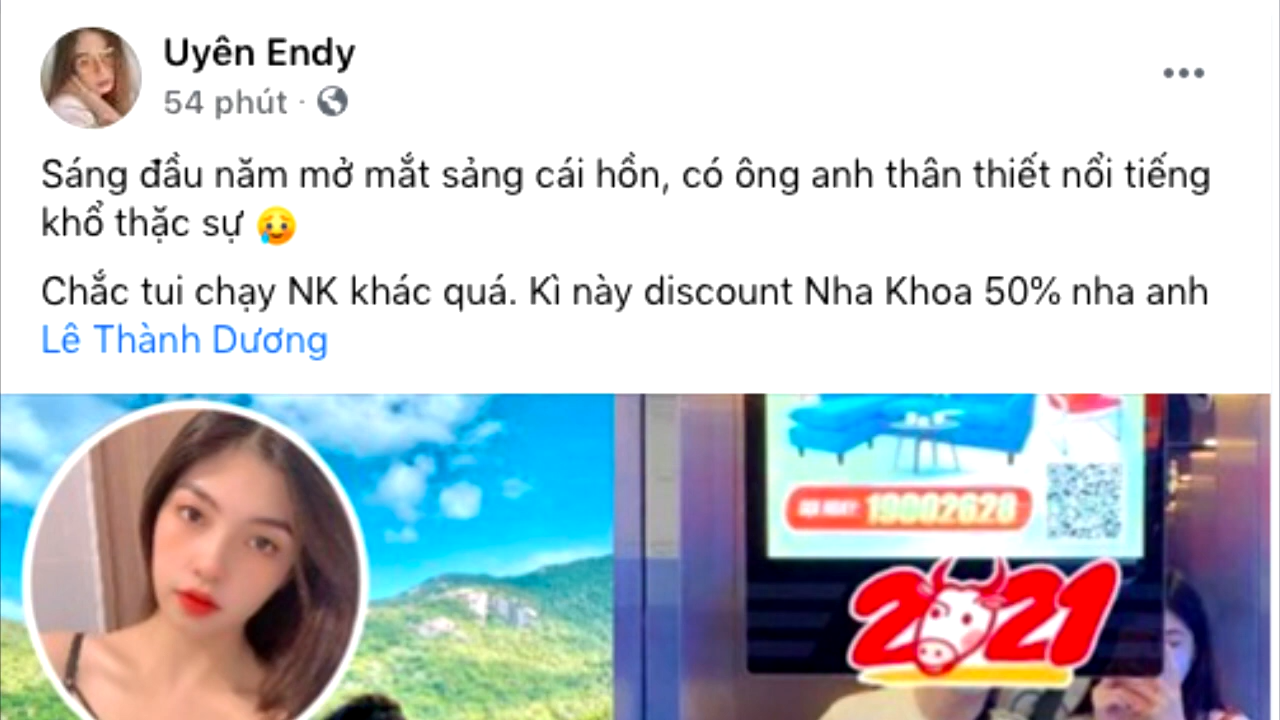 Uyên Endy
54 phút ·
Sáng đầu năm mở mắt sảng cái hồn, có ông anh thân thiết nổi tiếng
khổ thặc sự 😥
Chắc tui chạy NK khác quá. Kì này discount Nha Khoa 50% nha anh
Lê Thành Dương
19002628
2021